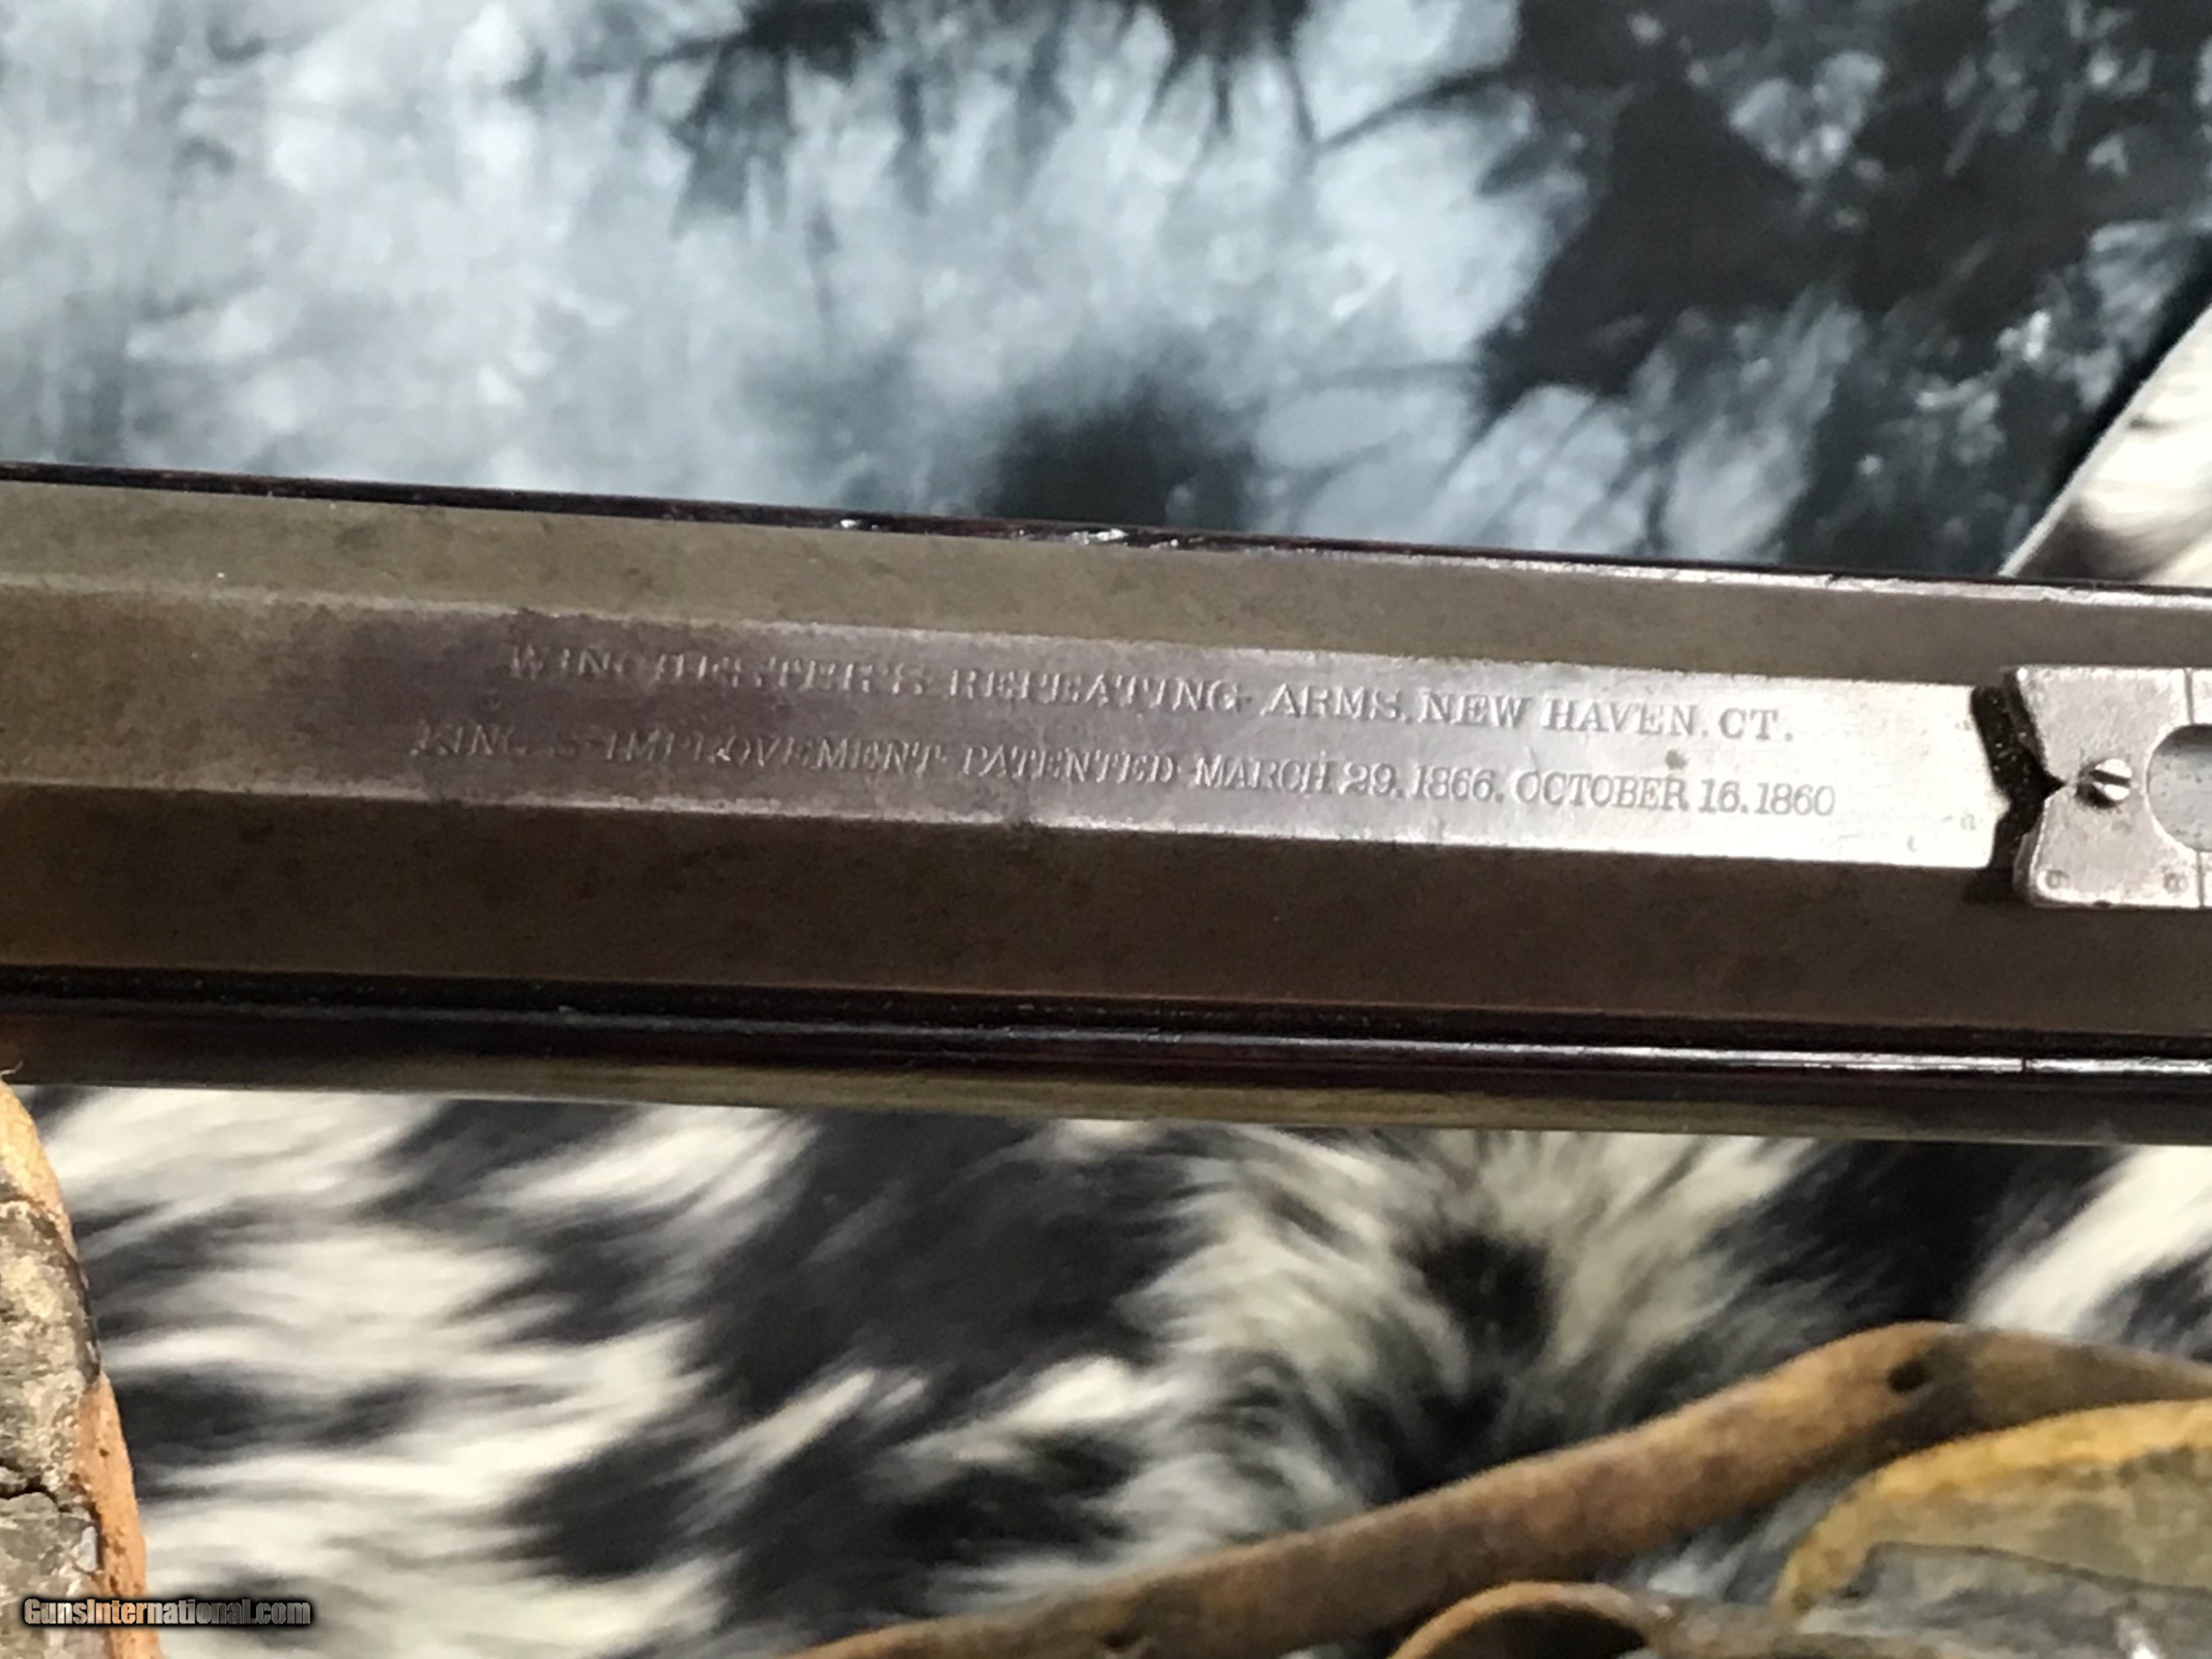 WINCHESTER'S-REPEATING-ARMS. NEW HAVEN. CT.
KING'S-IMPROVEMENT-PATENTED-MARCH 29. 1866. OCTOBER 16. 1860
GunsInternational.com